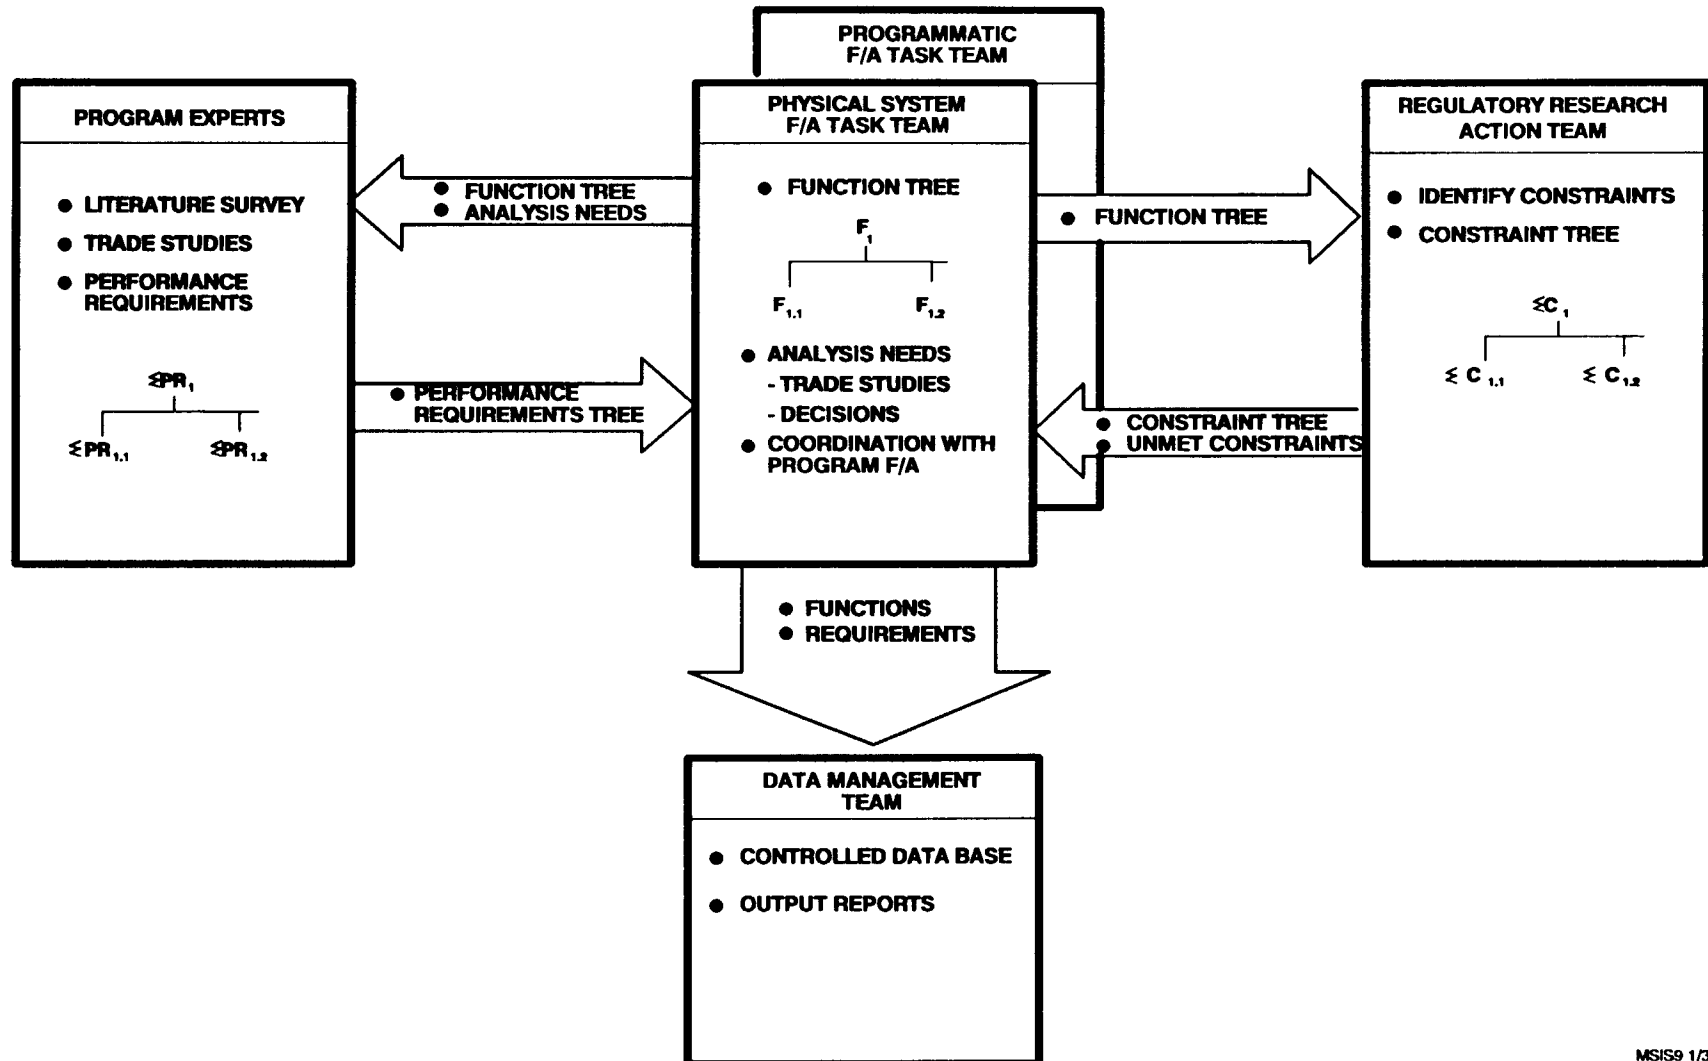 PROGRAMMATIC
F/A TASK TEAM
PROGRAM EXPERTS
● LITERATURE SURVEY
● TRADE STUDIES
● PERFORMANCE
REQUIREMENTS
≤PR₁
≤PR₁.₁ ≤PR₁.₂
● FUNCTION TREE
● ANALYSIS NEEDS
● PERFORMANCE
REQUIREMENTS TREE
PHYSICAL SYSTEM
F/A TASK TEAM
● FUNCTION TREE
F₁
F₁.₁ F₁.₂
● ANALYSIS NEEDS
- TRADE STUDIES
- DECISIONS
● COORDINATION WITH
PROGRAM F/A
● FUNCTION TREE
● CONSTRAINT TREE
● UNMET CONSTRAINTS
REGULATORY RESEARCH
ACTION TEAM
● IDENTIFY CONSTRAINTS
● CONSTRAINT TREE
≤C₁
≤ C₁.₁ ≤ C₁.₂
● FUNCTIONS
● REQUIREMENTS
DATA MANAGEMENT
TEAM
● CONTROLLED DATA BASE
● OUTPUT REPORTS